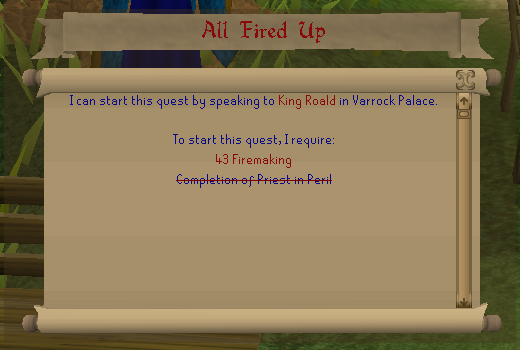 All Fired Up
I can start this quest by speaking to King Roald in Varrock Palace.
To start this quest, I require:
43 Firemaking
Completion of Priest in Peril